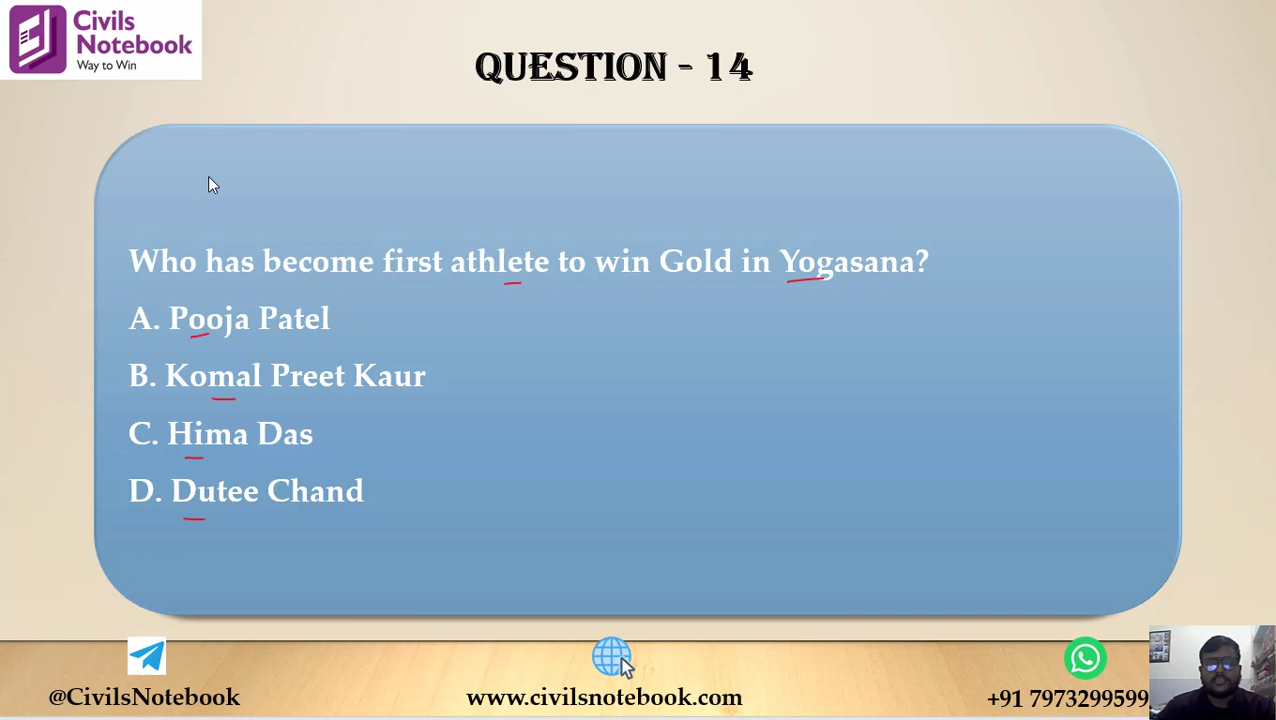 Civils
Notebook
Way to Win
QUESTION - 14
Who has become first athlete to win Gold in Yogasana?
A. Pooja Patel
B. Komal Preet Kaur
C. Hima Das
D. Dutee Chand
@CivilsNotebook
www.civilsnotebook.com
+91 7973299599